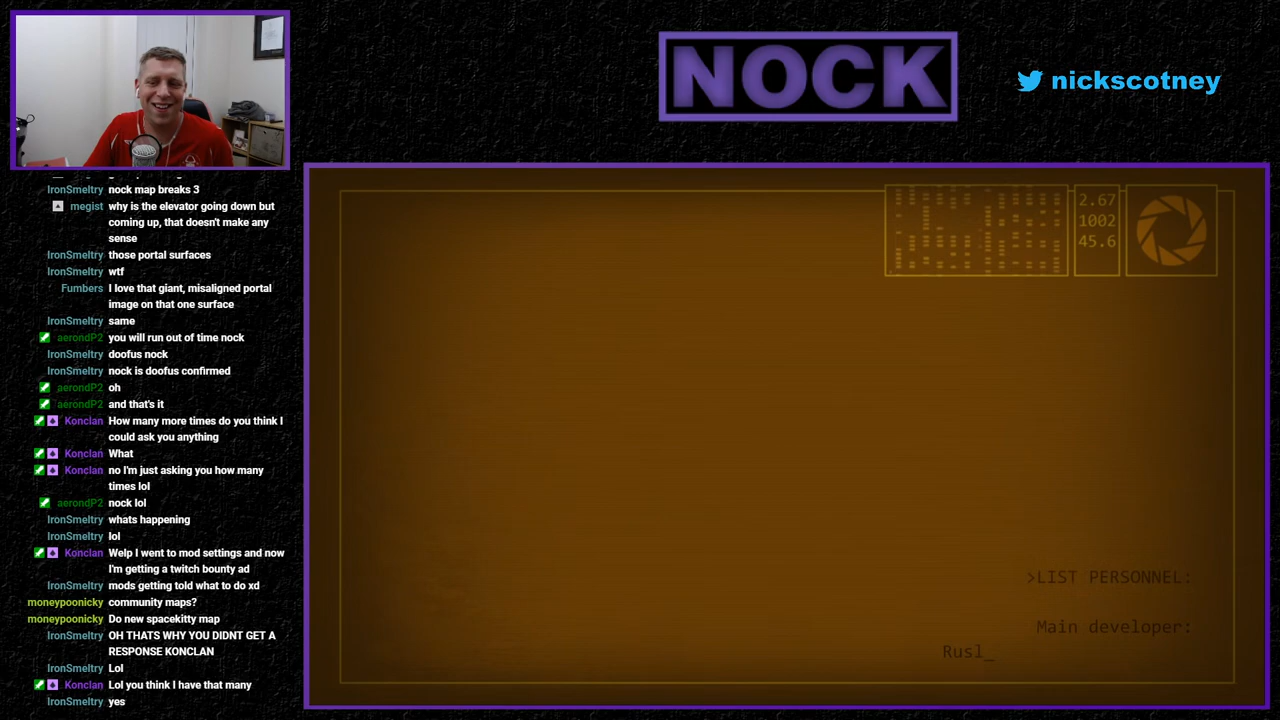 NOCK
nickscotney
IronSmeltry nock map breaks 3
megist why is the elevator going down but
coming up, that doesn't make any
sense
IronSmeltry those portal surfaces
IronSmeltry wtf
Fumbers I love that giant, misaligned portal
image on that one surface
IronSmeltry same
aerondP2 you will run out of time nock
IronSmeltry doofus nock
IronSmeltry nock is doofus confirmed
aerondP2 oh
aerondP2 and that's it
Konclan How many more times do you think I
could ask you anything
Konclan What
Konclan no I'm just asking you how many
times lol
aerondP2 nock lol
IronSmeltry whats happening
IronSmeltry lol
Konclan Welp I went to mod settings and now
I'm getting a twitch bounty ad
IronSmeltry mods getting told what to do xd
moneypoonicky community maps?
moneypoonicky Do new spacekitty map
IronSmeltry OH THATS WHY YOU DIDNT GET A
RESPONSE KONCLAN
IronSmeltry Lol
Konclan Lol you think I have that many
IronSmeltry yes
2.67
1002
45.6
>LIST PERSONNEL:
Main developer:
Rusl_